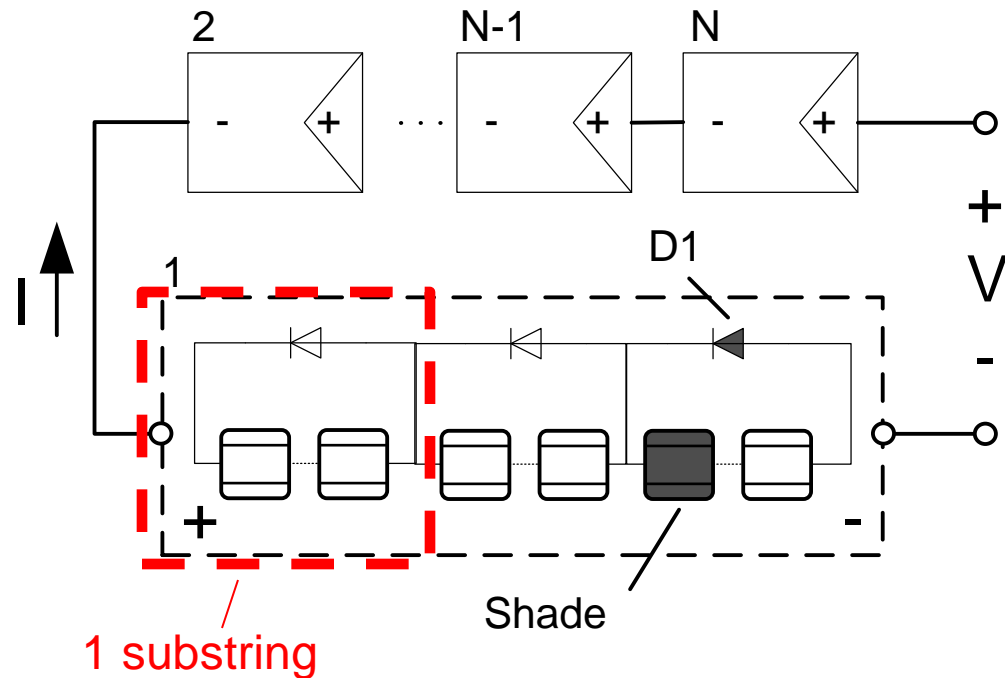 2 N-1 N
- + · · · - + - +
+
D1
V
I
1
-
+ -
Shade
1 substring